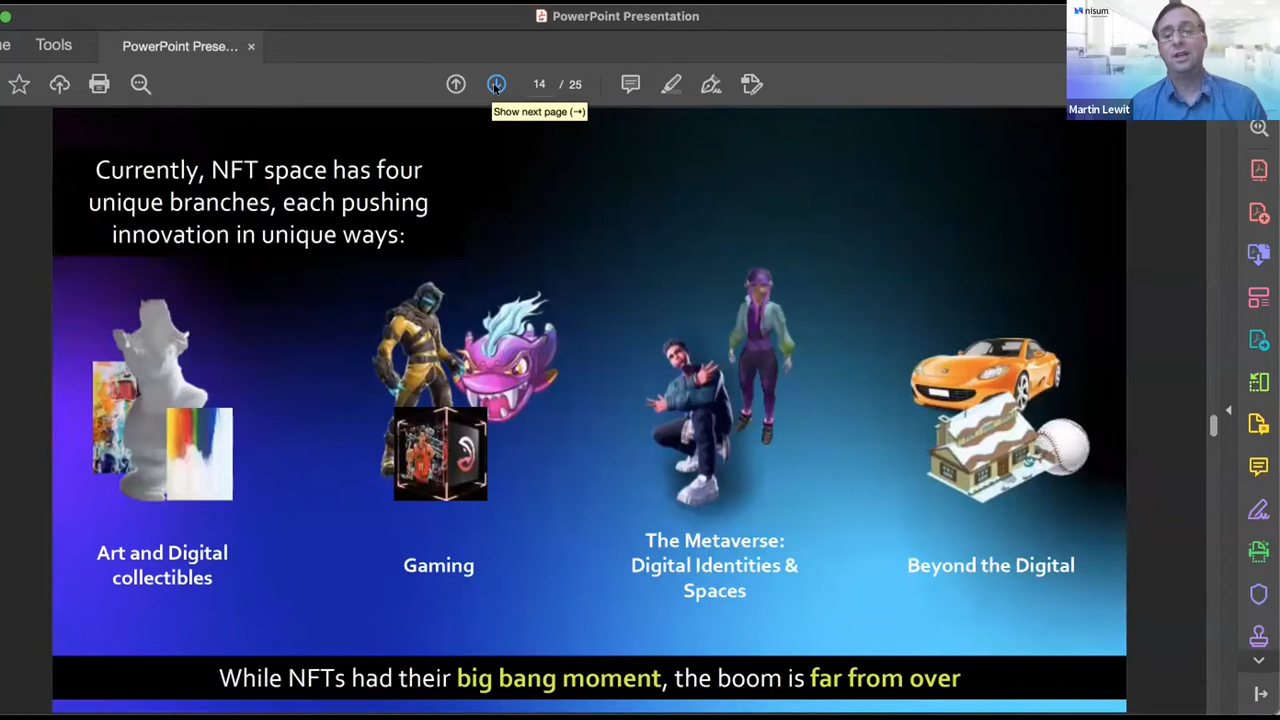 PowerPoint Presentation
nisum
Tools
PowerPoint Prese... ×
14 / 25
Show next page (→)
Martin Lewit
Currently, NFT space has four
unique branches, each pushing
innovation in unique ways:
Art and Digital
collectibles
Gaming
The Metaverse:
Digital Identities &
Spaces
Beyond the Digital
While NFTs had their big bang moment, the boom is far from over